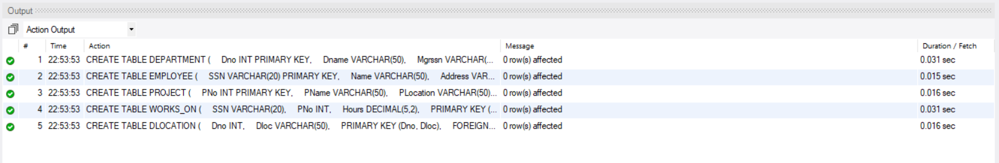 Output
Action Output
# Time Action Message Duration / Fetch
1 22:53:53 CREATE TABLE DEPARTMENT ( Dno INT PRIMARY KEY, Dname VARCHAR(50), Mgrssn VARCHAR(... 0 row(s) affected 0.031 sec
2 22:53:53 CREATE TABLE EMPLOYEE ( SSN VARCHAR(20) PRIMARY KEY, Name VARCHAR(50), Address VAR... 0 row(s) affected 0.015 sec
3 22:53:53 CREATE TABLE PROJECT ( PNo INT PRIMARY KEY, PName VARCHAR(50), PLocation VARCHAR(50)... 0 row(s) affected 0.016 sec
4 22:53:53 CREATE TABLE WORKS_ON ( SSN VARCHAR(20), PNo INT, Hours DECIMAL(5,2), PRIMARY KEY (... 0 row(s) affected 0.031 sec
5 22:53:53 CREATE TABLE DLOCATION ( Dno INT, Dloc VARCHAR(50), PRIMARY KEY (Dno, Dloc), FOREIGN... 0 row(s) affected 0.016 sec